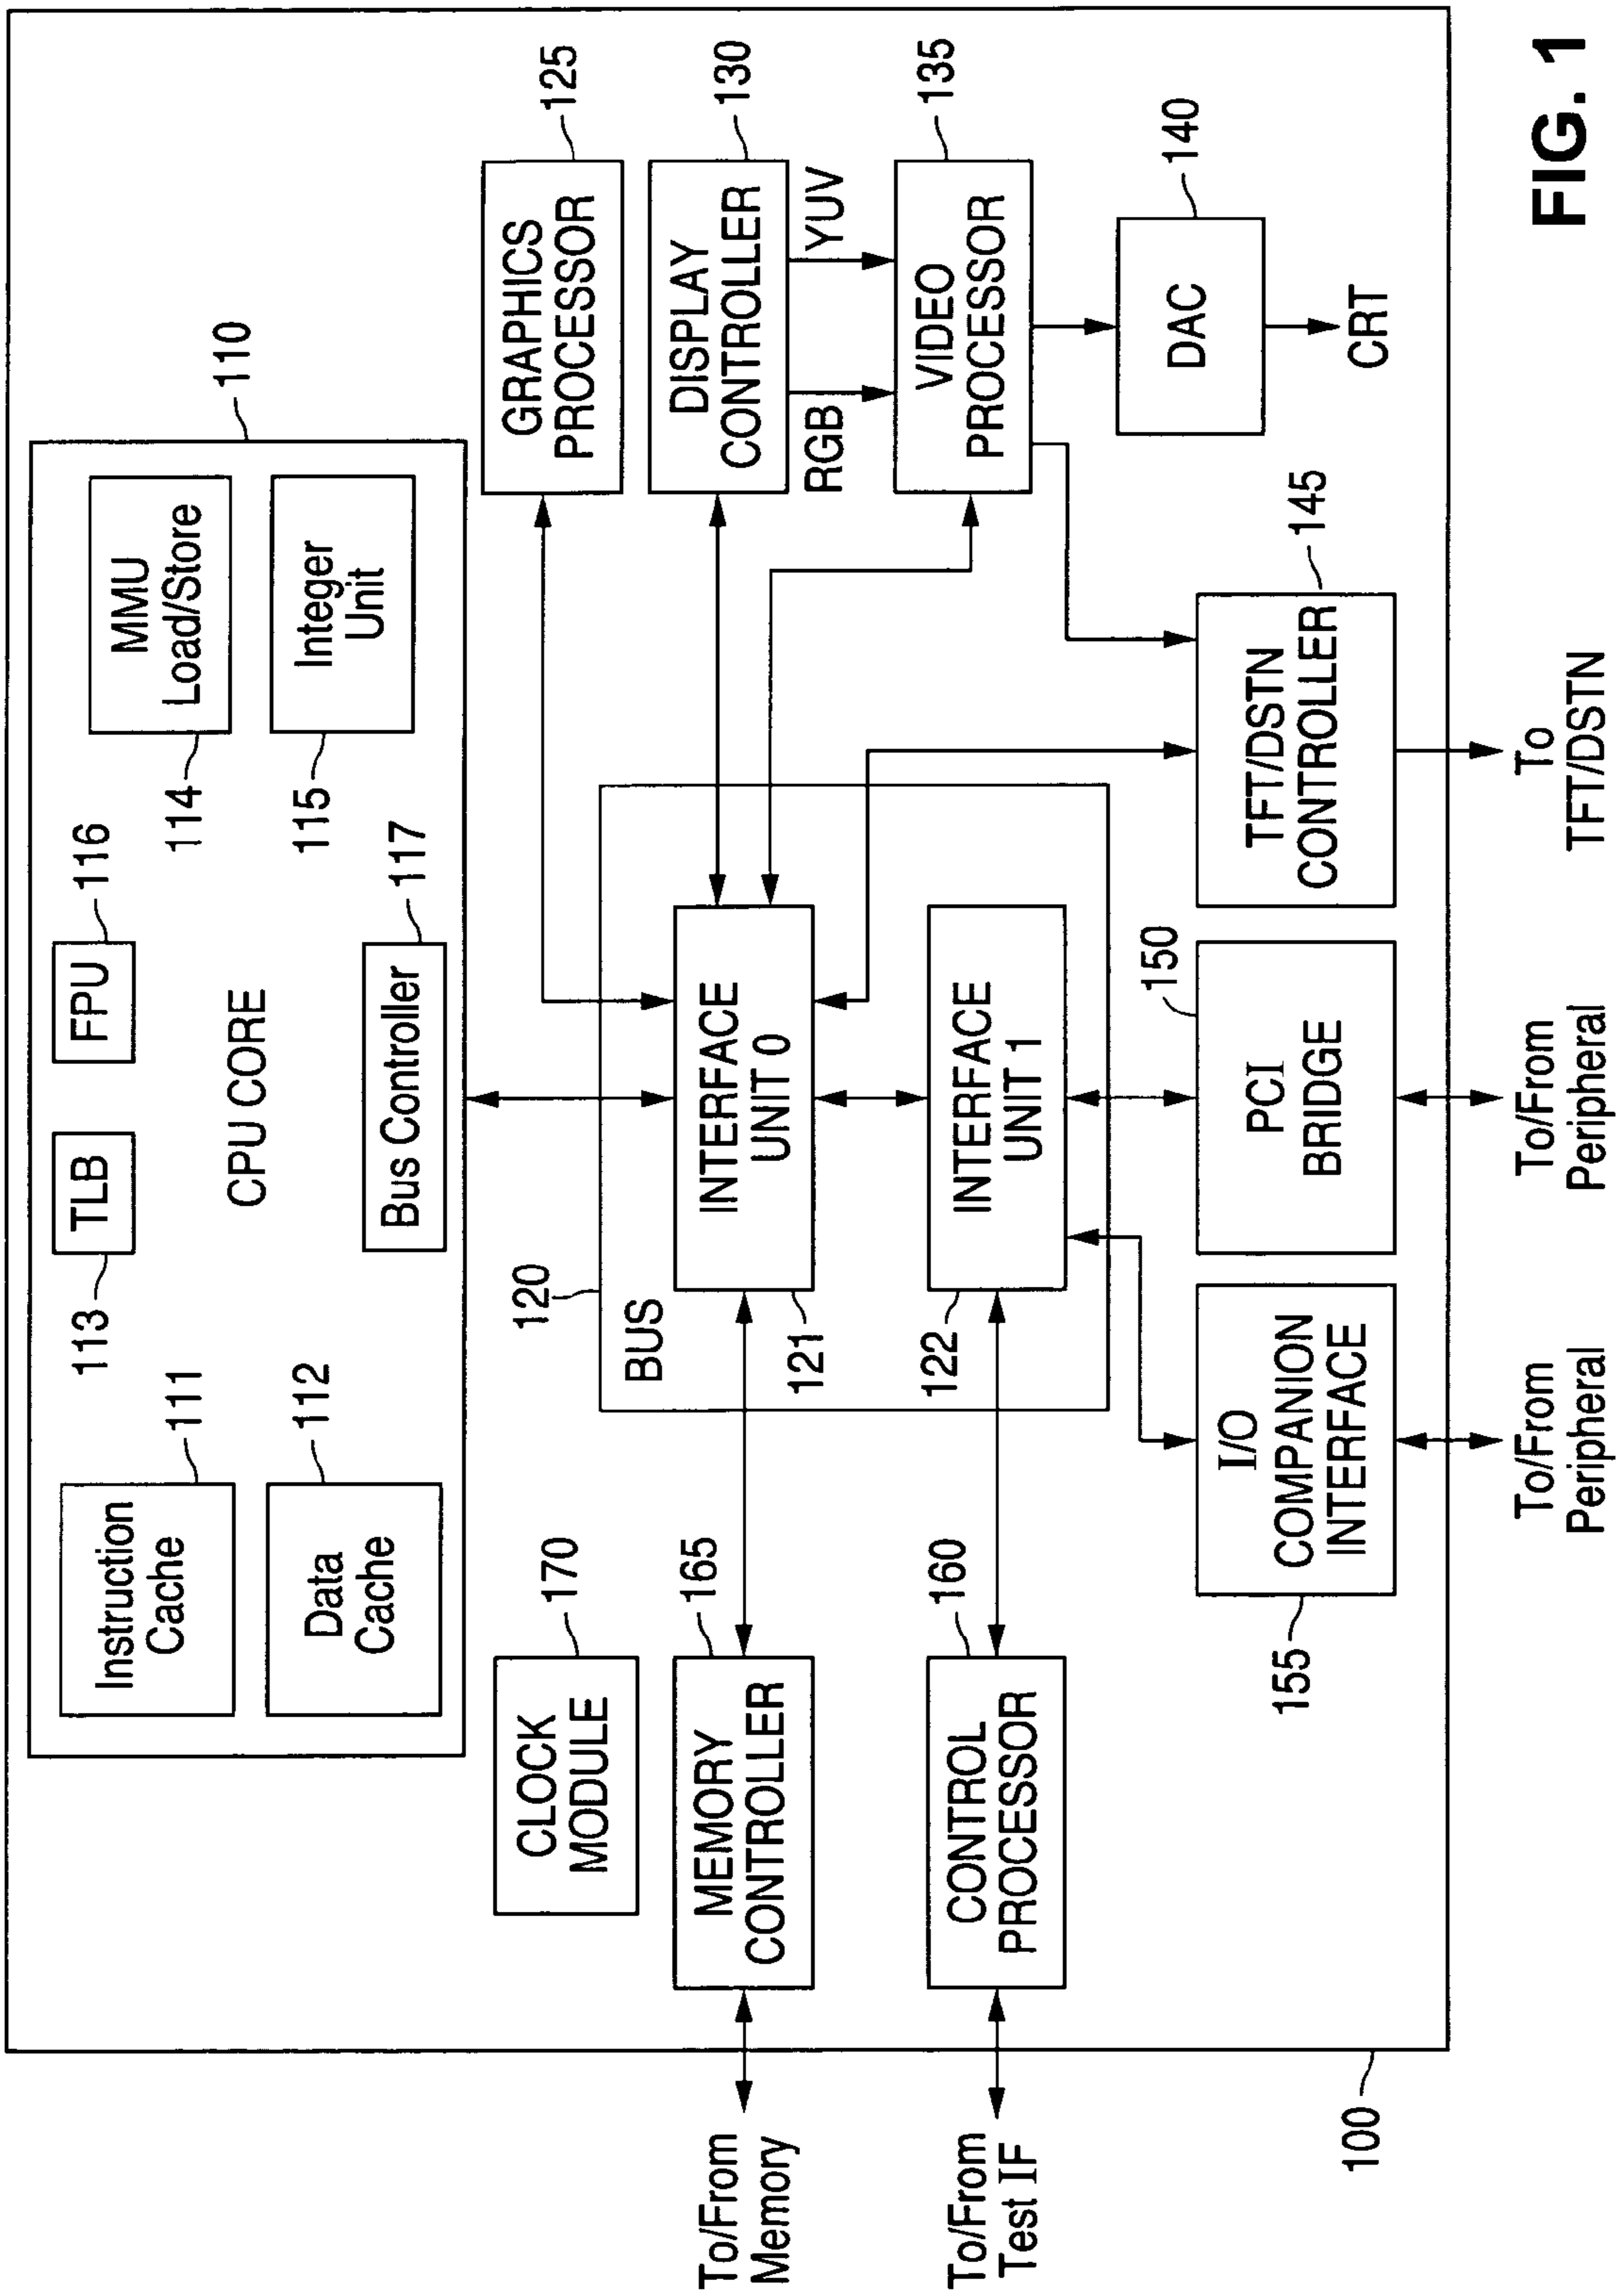 110
Instruction
Cache
111
113
TLB
FPU
116
MMU
Load/Store
114
Data
Cache
112
CPU CORE
Integer
Unit
115
Bus Controller
117
CLOCK
MODULE
170
120
BUS
GRAPHICS
PROCESSOR
125
To/From
Memory
MEMORY
CONTROLLER
165
INTERFACE
UNIT 0
121
DISPLAY
CONTROLLER
130
RGB
YUV
To/From
Test IF
CONTROL
PROCESSOR
160
INTERFACE
UNIT 1
122
VIDEO
PROCESSOR
135
150
DAC
140
155
I/O
COMPANION
INTERFACE
PCI
BRIDGE
TFT/DSTN
CONTROLLER
145
CRT
100
To/From
Peripheral
To/From
Peripheral
To
TFT/DSTN
FIG. 1